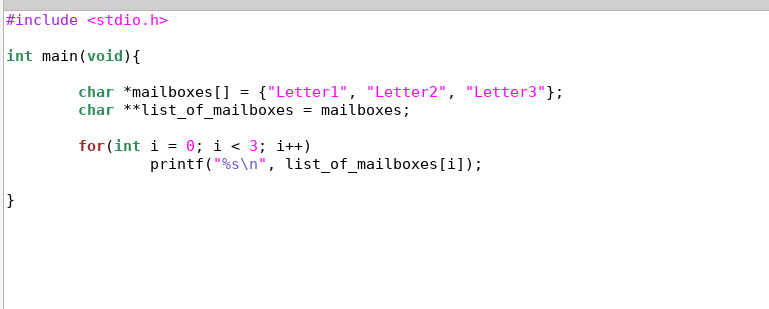 #include <stdio.h>
int main(void){
char *mailboxes[] = {"Letter1", "Letter2", "Letter3"};
char **list_of_mailboxes = mailboxes;
for(int i = 0; i < 3; i++)
printf("%s\n", list_of_mailboxes[i]);
}